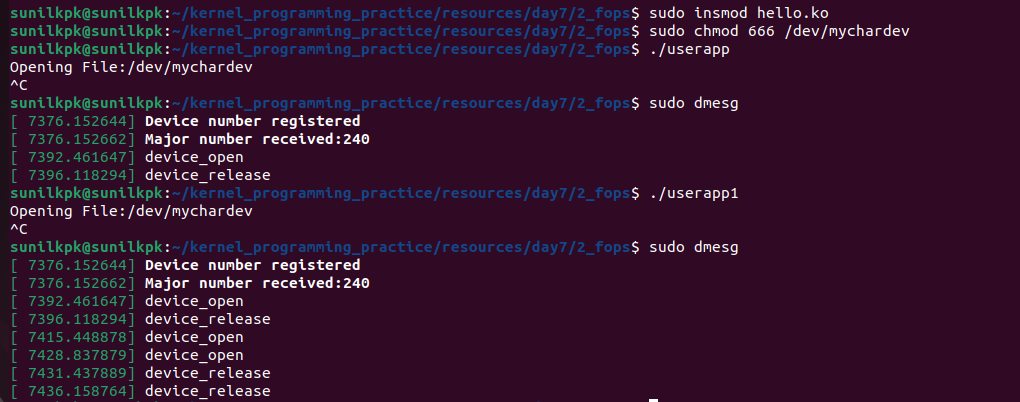 sunilkpk@sunilkpk:~/kernel_programming_practice/resources/day7/2_fops$ sudo insmod hello.ko
sunilkpk@sunilkpk:~/kernel_programming_practice/resources/day7/2_fops$ sudo chmod 666 /dev/mychardev
sunilkpk@sunilkpk:~/kernel_programming_practice/resources/day7/2_fops$ ./userapp
Opening File:/dev/mychardev
^C
sunilkpk@sunilkpk:~/kernel_programming_practice/resources/day7/2_fops$ sudo dmesg
[ 7376.152644] Device number registered
[ 7376.152662] Major number received:240
[ 7392.461647] device_open
[ 7396.118294] device_release
sunilkpk@sunilkpk:~/kernel_programming_practice/resources/day7/2_fops$ ./userapp1
Opening File:/dev/mychardev
^C
sunilkpk@sunilkpk:~/kernel_programming_practice/resources/day7/2_fops$ sudo dmesg
[ 7376.152644] Device number registered
[ 7376.152662] Major number received:240
[ 7392.461647] device_open
[ 7396.118294] device_release
[ 7415.448878] device_open
[ 7428.837879] device_open
[ 7431.437889] device_release
[ 7436.158764] device_release